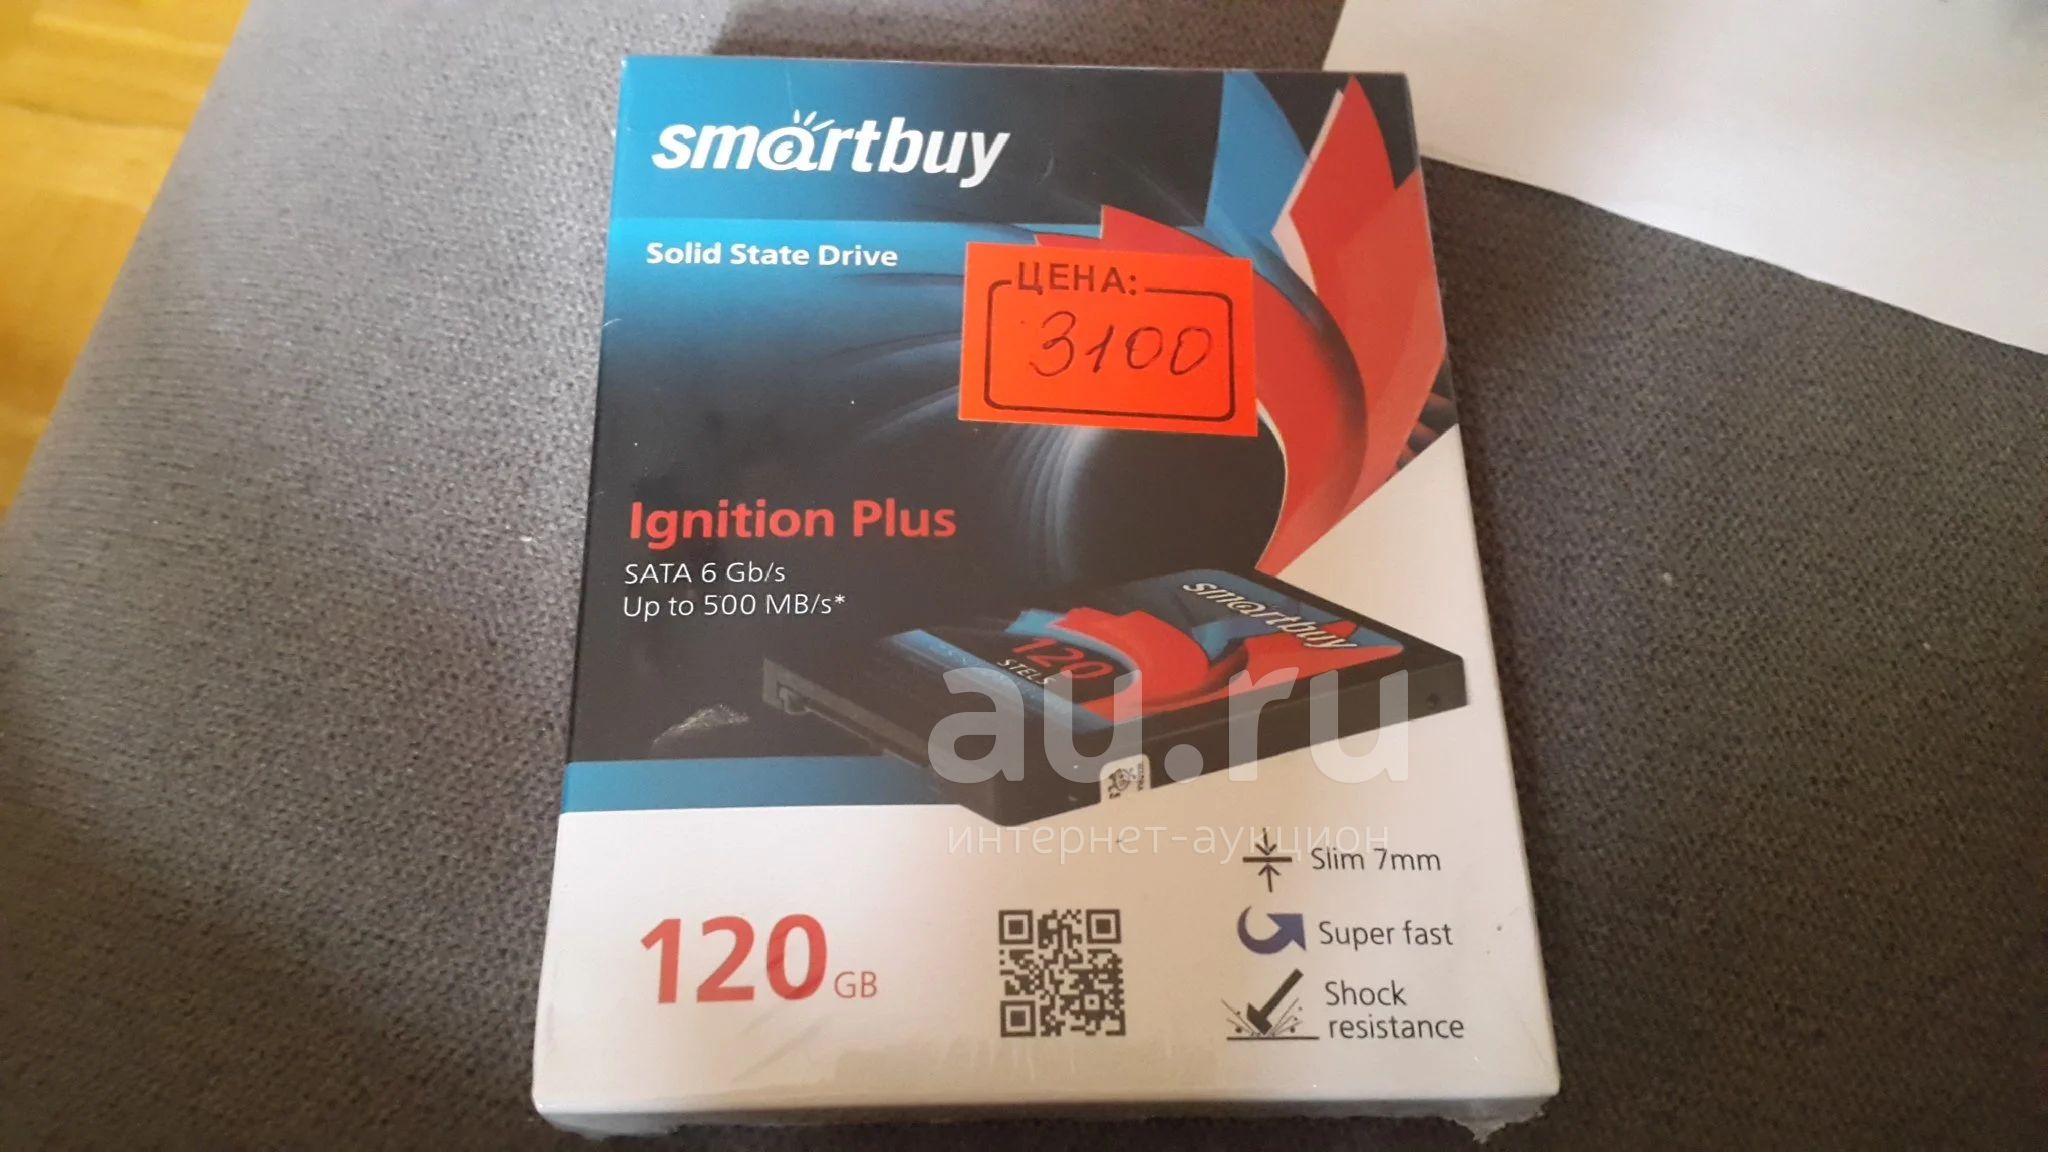 smartbuy
Solid State Drive
ЦЕНА:
3100
Ignition Plus
SATA 6 Gb/s
Up to 500 MB/s*
smartbuy
120
STELS
au.ru
интернет-аукцион
Slim 7mm
Super fast
Shock
resistance
120 GB